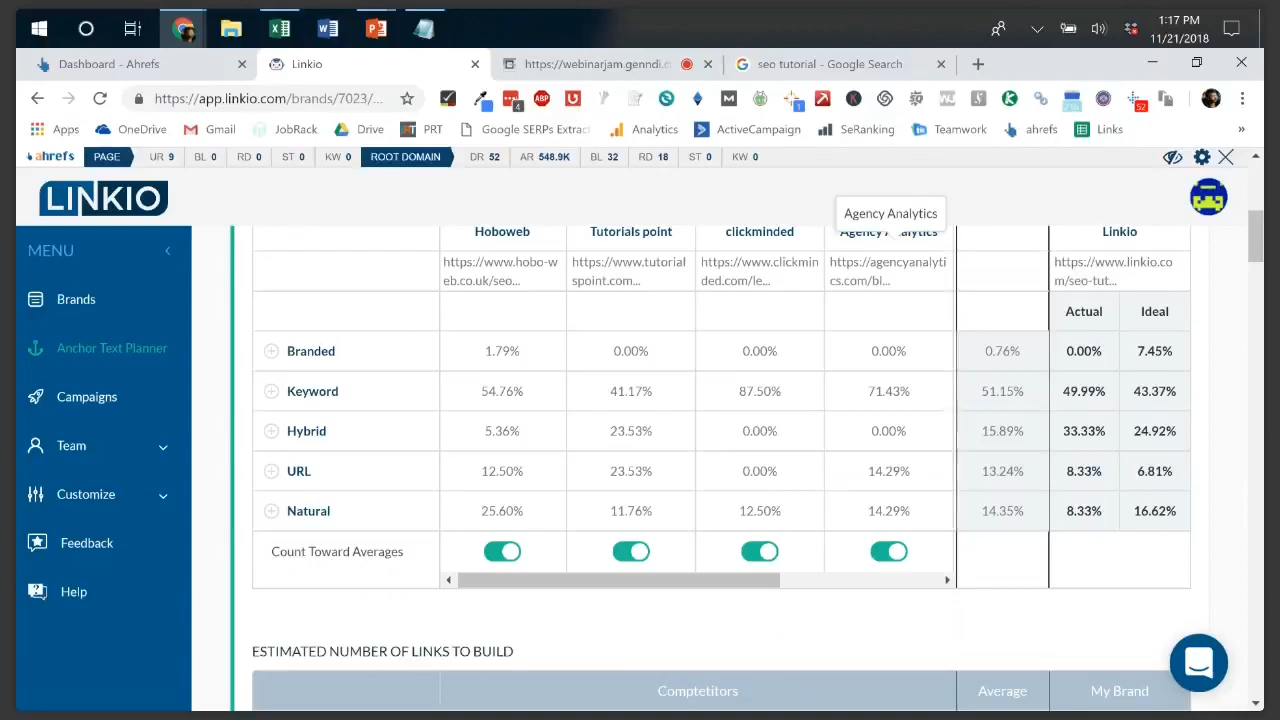 1:17 PM
11/21/2018
Dashboard - Ahrefs
Linkio
https://webinarjam.genndi.c
seo tutorial - Google Search
https://app.linkio.com/brands/7023/...
Apps
OneDrive
Gmail
JobRack
Drive
PRT
Google SERPs Extract
Analytics
ActiveCampaign
SERanking
Teamwork
ahrefs
Links
»
ahrefs PAGE UR 9 BL 0 RD 0 ST 0 KW 0 ROOT DOMAIN DR 52 AR 548.9K BL 32 RD 18 ST 0 KW 0
LINKIO
Agency Analytics
MENU
Brands
Anchor Text Planner
Campaigns
Team
Customize
Feedback
Help
Hoboweb Tutorials point clickminded Agency Analytics Linkio
https://www.hobo-w https://www.tutorial https://www.clickmin https://agencyanalyti https://www.linkio.co
eb.co.uk/seo... spoint.com... ded.com/le... cs.com/bl... m/seo-tut...
Actual Ideal
Branded 1.79% 0.00% 0.00% 0.00% 0.76% 0.00% 7.45%
Keyword 54.76% 41.17% 87.50% 71.43% 51.15% 49.99% 43.37%
Hybrid 5.36% 23.53% 0.00% 0.00% 15.89% 33.33% 24.92%
URL 12.50% 23.53% 0.00% 14.29% 13.24% 8.33% 6.81%
Natural 25.60% 11.76% 12.50% 14.29% 14.35% 8.33% 16.62%
Count Toward Averages
ESTIMATED NUMBER OF LINKS TO BUILD
Comptetitors Average My Brand